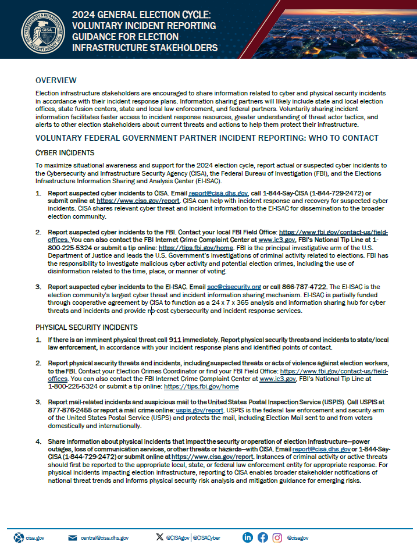 2024 GENERAL ELECTION CYCLE:
VOLUNTARY INCIDENT REPORTING
GUIDANCE FOR ELECTION
INFRASTRUCTURE STAKEHOLDERS
OVERVIEW
Election infrastructure stakeholders are encouraged to share information related to cyber and physical security incidents
in accordance with their incident response plans. Information sharing partners will likely include state and local election
offices, state fusion centers, state and local law enforcement, and federal partners. Voluntarily sharing incident
information facilitates faster access to incident response resources, greater understanding of threat actor tactics, and
alerts to other election stakeholders about current threats and actions to help them protect their infrastructure.
VOLUNTARY FEDERAL GOVERNMENT PARTNER INCIDENT REPORTING: WHO TO CONTACT
CYBER INCIDENTS
To maximize situational awareness and support for the 2024 election cycle, report actual or suspected cyber incidents to
the Cybersecurity and Infrastructure Security Agency (CISA), the Federal Bureau of Investigation (FBI), and the Elections
Infrastructure Information Sharing and Analysis Center (EI-ISAC).
1. Report suspected cyber incidents to CISA. Email report@cisa.dhs.gov, call 1-844-Say-CISA (1-844-729-2472) or
submit online at https://www.cisa.gov/report. CISA can help with incident response and recovery for suspected cyber
incidents. CISA shares relevant cyber threat and incident information to the EI-ISAC for dissemination to the broader
election community.
2. Report suspected cyber incidents to the FBI. Contact your local FBI Field Office: https://www.fbi.gov/contact-us/field-
offices. You can also contact the FBI Internet Crime Complaint Center at www.ic3.gov, FBI's National Tip Line at 1-
800-225-5324 or submit a tip online: https://tips.fbi.gov/home. FBI is the principal investigative arm of the U.S.
Department of Justice and leads the U.S. Government's investigations of criminal activity related to elections. FBI has
the responsibility to investigate malicious cyber activity and potential election crimes, including the use of
disinformation related to the time, place, or manner of voting.
3. Report suspected cyber incidents to the EI-ISAC. Email soc@cisecurity.org or call 866-787-4722. The EI-ISAC is the
election community's largest cyber threat and incident information sharing mechanism. EI-ISAC is partially funded
through cooperative agreement by CISA to function as a 24 x 7 x 365 analysis and information sharing hub for cyber
threats and incidents and provide no-cost cybersecurity and incident response services.
PHYSICAL SECURITY INCIDENTS
1. If there is an imminent physical threat call 911 immediately. Report physical security threats and incidents to state/local
law enforcement, in accordance with your incident response plans and identified points of contact.
2. Report physical security threats and incidents, including suspected threats or acts of violence against election workers,
to the FBI. Contact your Election Crimes Coordinator or find your FBI Field Office: https://www.fbi.gov/contact-us/field-
offices. You can also contact the FBI Internet Crime Complaint Center at www.ic3.gov, FBI's National Tip Line at
1-800-225-5324 or submit a tip online: https://tips.fbi.gov/home
3. Report mail-related incidents and suspicious mail to the United States Postal Inspection Service (USPIS). Call USPIS at
877-876-2455 or report a mail crime online: uspis.gov/report. USPIS is the federal law enforcement and security arm
of the United States Postal Service (USPS) and protects the mail, including Election Mail sent to and from voters
domestically and internationally.
4. Share information about physical incidents that impact the security or operation of election infrastructure—power
outages, loss of communication services, or other threats or hazards—with CISA. Email report@cisa.dhs.gov or 1-844-Say-
CISA (1-844-729-2472) or submit online at https://www.cisa.gov/report. Instances of criminal activity or active threats
should first be reported to the appropriate local, state, or federal law enforcement entity for appropriate response. For
physical incidents impacting election infrastructure, reporting to CISA enables broader stakeholder notifications of
national threat trends and informs physical security risk analysis and mitigation guidance for emerging risks.
cisa.gov central@cisa.dhs.gov @CISAgov | @CISACyber @cisagov